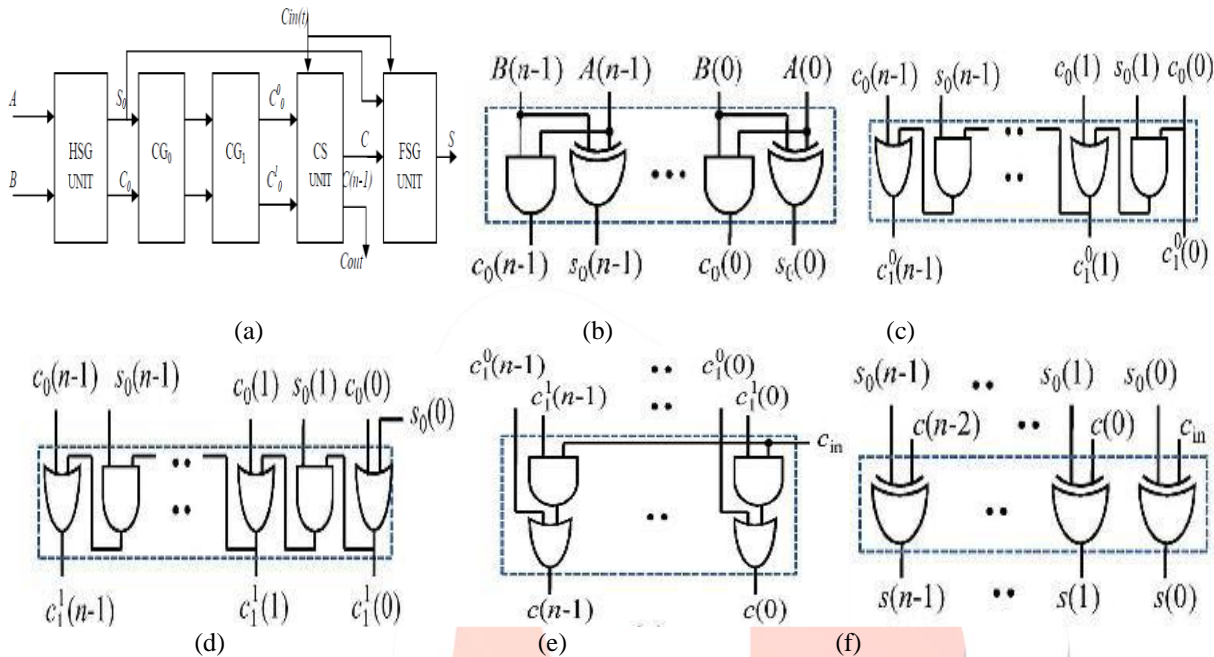 Cin(t)
A
B
HSG
UNIT
S₀
C₀
CG₀
CG₁
C⁰₀
C¹₀
CS
UNIT
C
C(n-1)
Cout
FSG
UNIT
S
(a)
B(n-1) A(n-1) B(0) A(0)
c₀(n-1) s₀(n-1) c₀(0) s₀(0)
(b)
c₀(n-1) s₀(n-1) c₀(1) s₀(1) c₀(0)
c⁰₁(n-1) c⁰₁(1) c⁰₁(0)
(c)
c₀(n-1) s₀(n-1) c₀(1) s₀(1) c₀(0)
s₀(0)
c¹₁(n-1) c¹₁(1) c¹₁(0)
(d)
c⁰₁(n-1) c⁰₁(0)
c¹₁(n-1) c¹₁(0)
cᵢₙ
c(n-1) c(0)
(e)
s₀(n-1) s₀(1) s₀(0)
c(n-2) c(0) cᵢₙ
s(n-1) s(1) s(0)
(f)